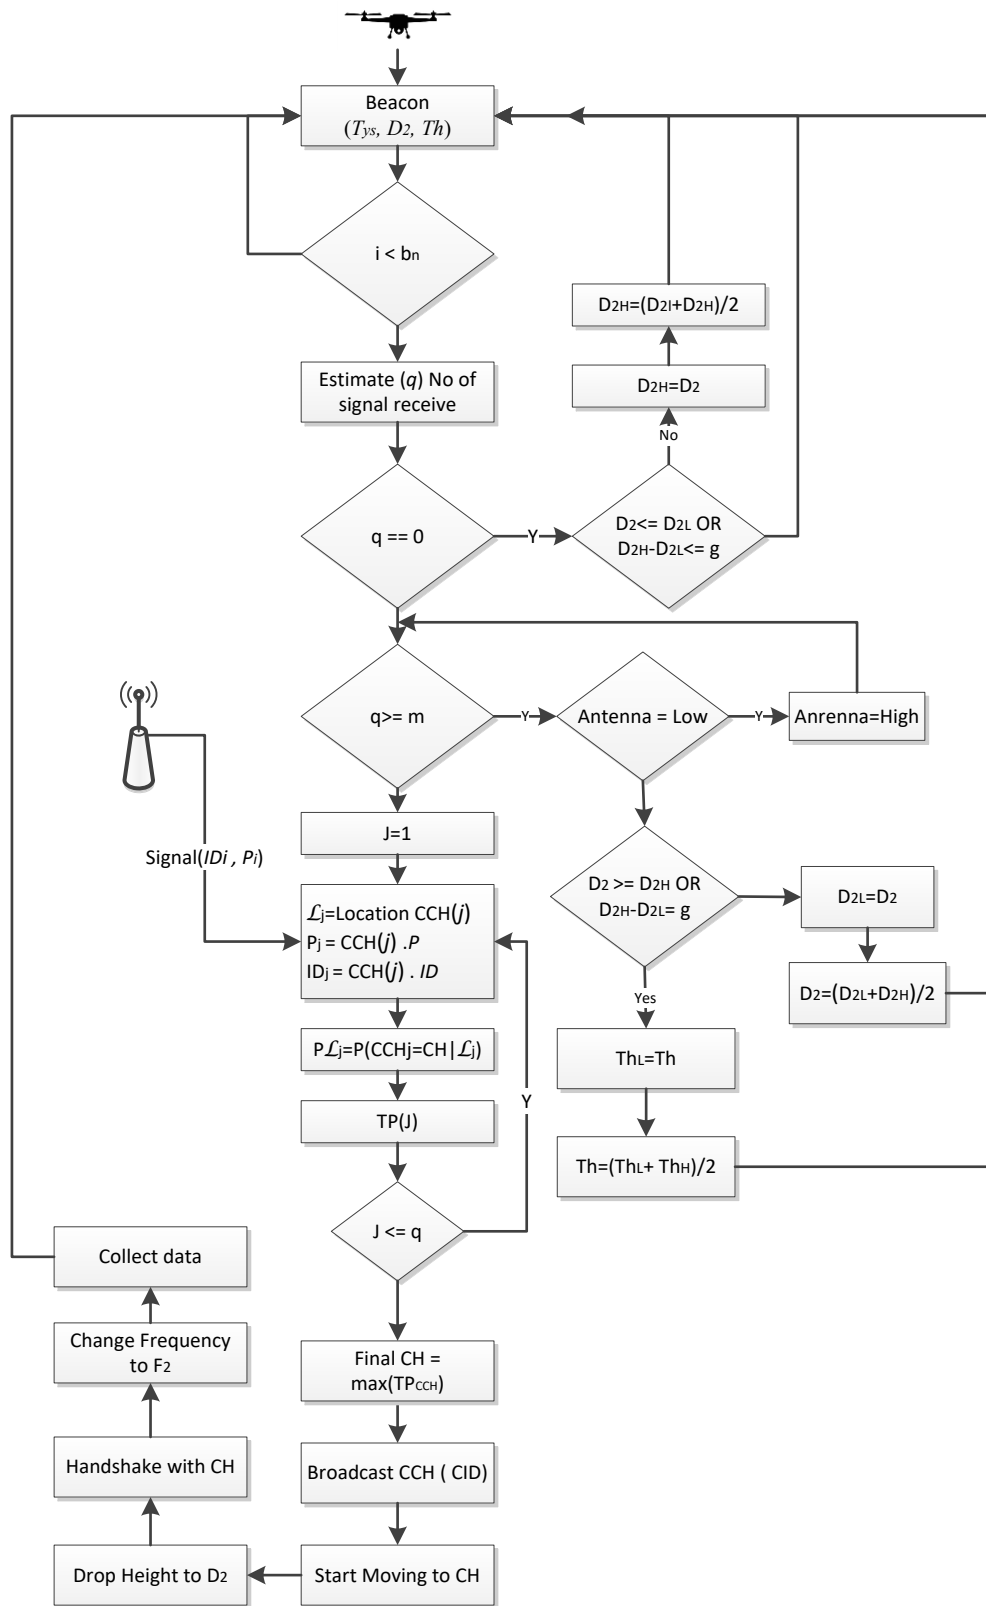 Beacon
(Tys, D2, Th)
i < bn
D2H=(D2l+D2H)/2
Estimate (q) No of
signal receive
D2H=D2
No
q == 0
Y
D2<= D2L OR
D2H-D2L<= g
q>= m
Y
Antenna = Low
Y
Anrenna=High
J=1
Signal(IDi , Pi)
D2 >= D2H OR
D2H-D2L= g
D2L=D2
ℒj=Location CCH(j)
Pj = CCH(j) .P
IDj = CCH(j) . ID
Yes
D2=(D2L+D2H)/2
Pℒj=P(CCHj=CH|ℒj)
ThL=Th
Y
TP(J)
Th=(ThL+ ThH)/2
J <= q
Collect data
Change Frequency
to F2
Final CH =
max(TPCCH)
Handshake with CH
Broadcast CCH ( CID)
Drop Height to D2
Start Moving to CH